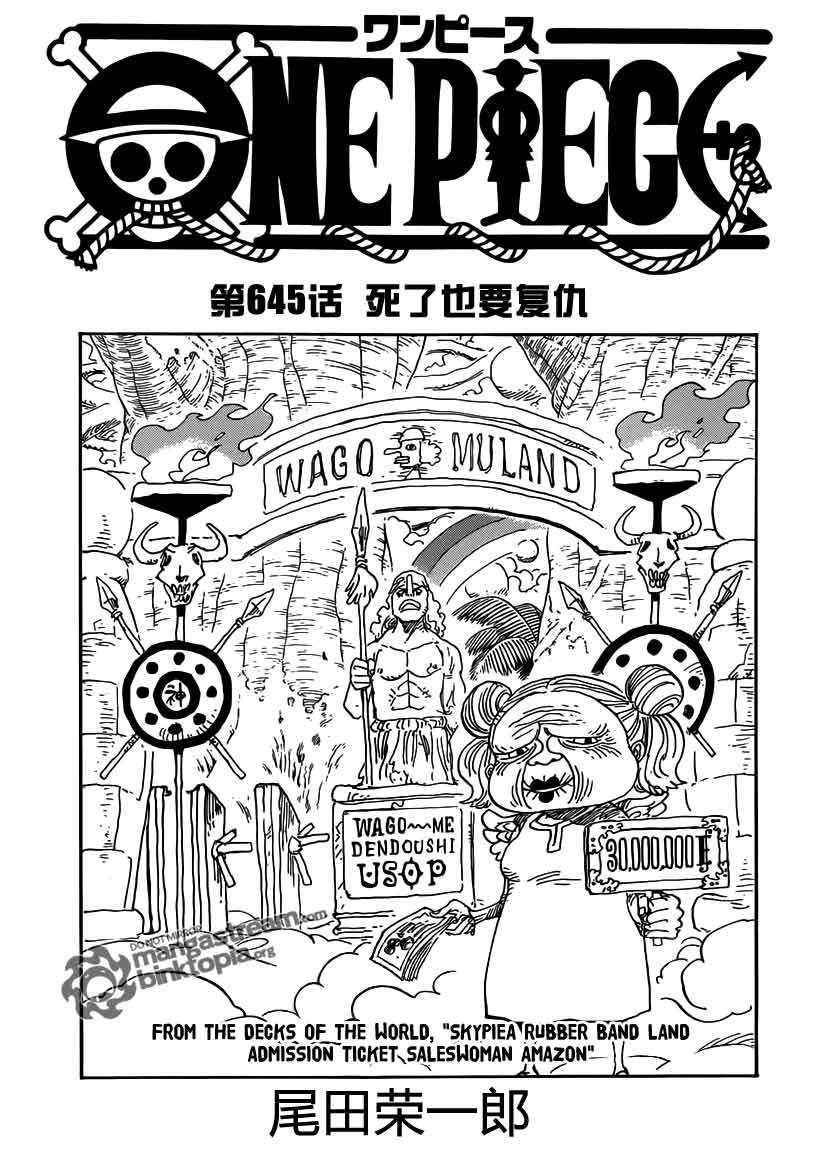 ワンピース
ONE PIECE
第645话 死了也要复仇
WAGO MULAND
神
WAGO〜〜ME
DENDOUSHI
USOP
30,000,000E
DO NOT MIRROR
mangastream.com
binktopia.org
FROM THE DECKS OF THE WORLD, "SKYPIEA RUBBER BAND LAND
ADMISSION TICKET SALESWOMAN AMAZON"
尾田荣一郎